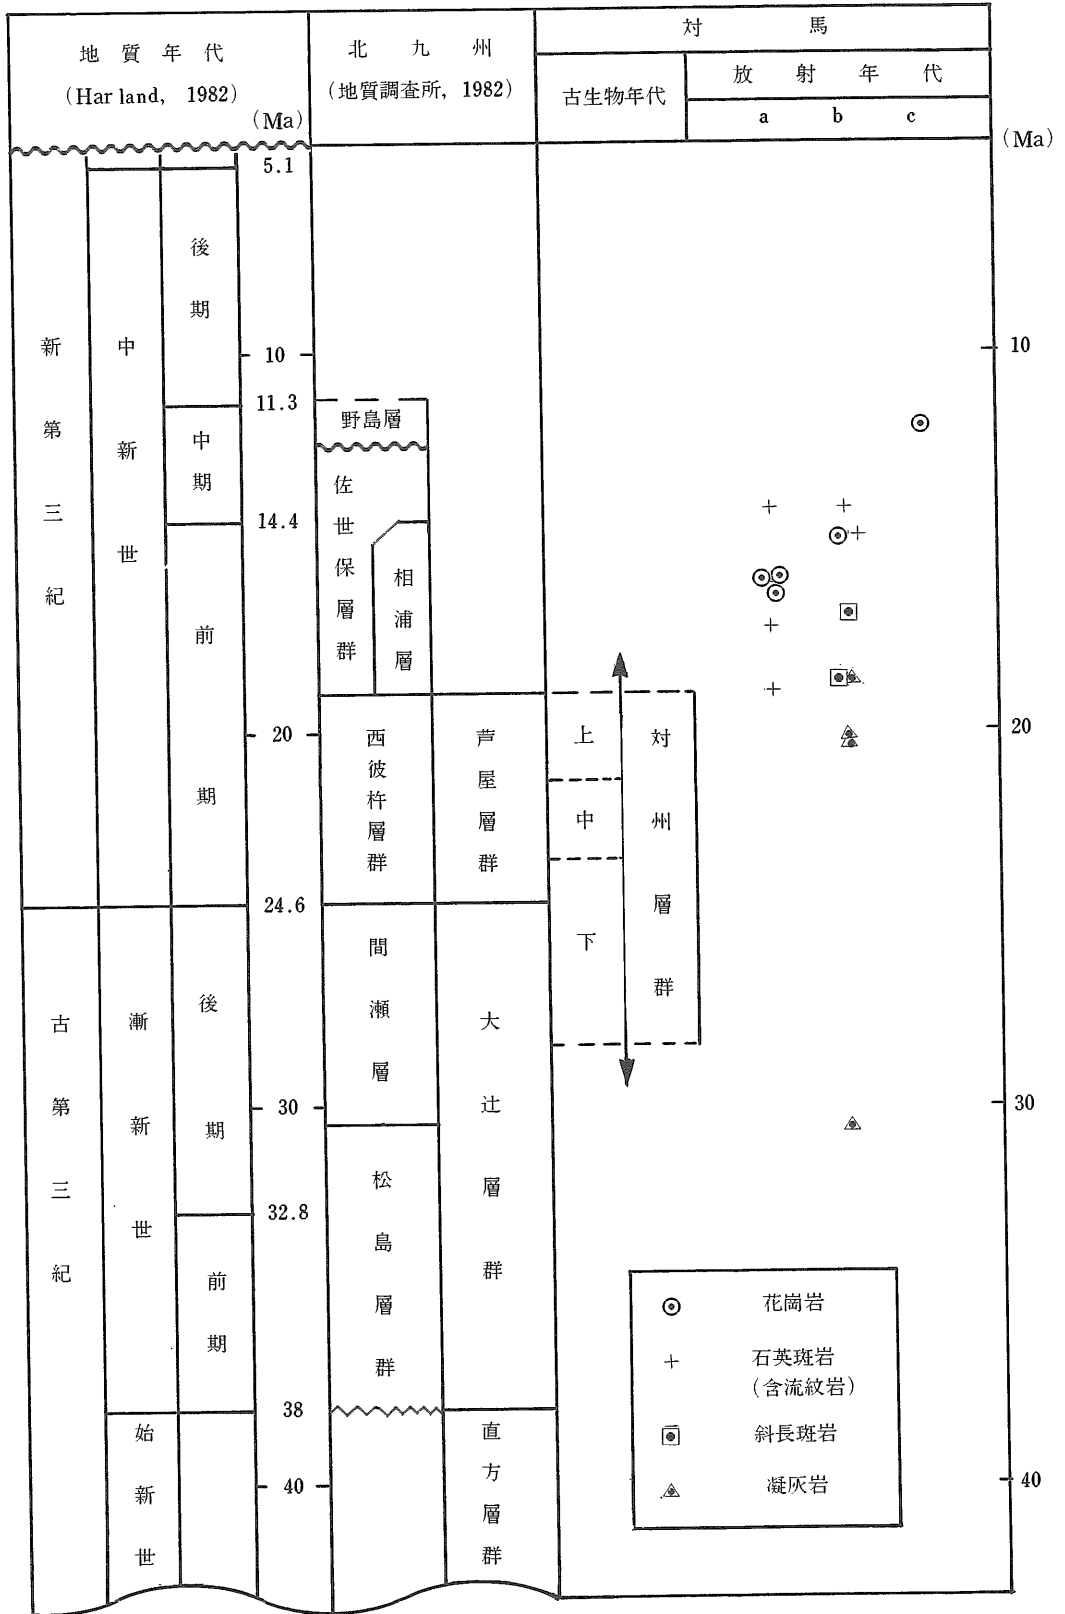 地質年代
(Harland, 1982)
(Ma)
北九州
(地質調査所, 1982)
対馬
古生物年代
放射年代
a b c
(Ma)
新第三紀
中新世
後期
中期
前期
古第三紀
漸新世
後期
前期
始新世
5.1
10
11.3
14.4
20
24.6
30
32.8
38
40
野島層
佐世保層群
相浦層
西彼杵層群
芦屋層群
間瀬層
大辻層群
松島層群
直方層群
上
中
下
対州層群
10
20
30
40
花崗岩
石英斑岩
(含流紋岩)
斜長斑岩
凝灰岩